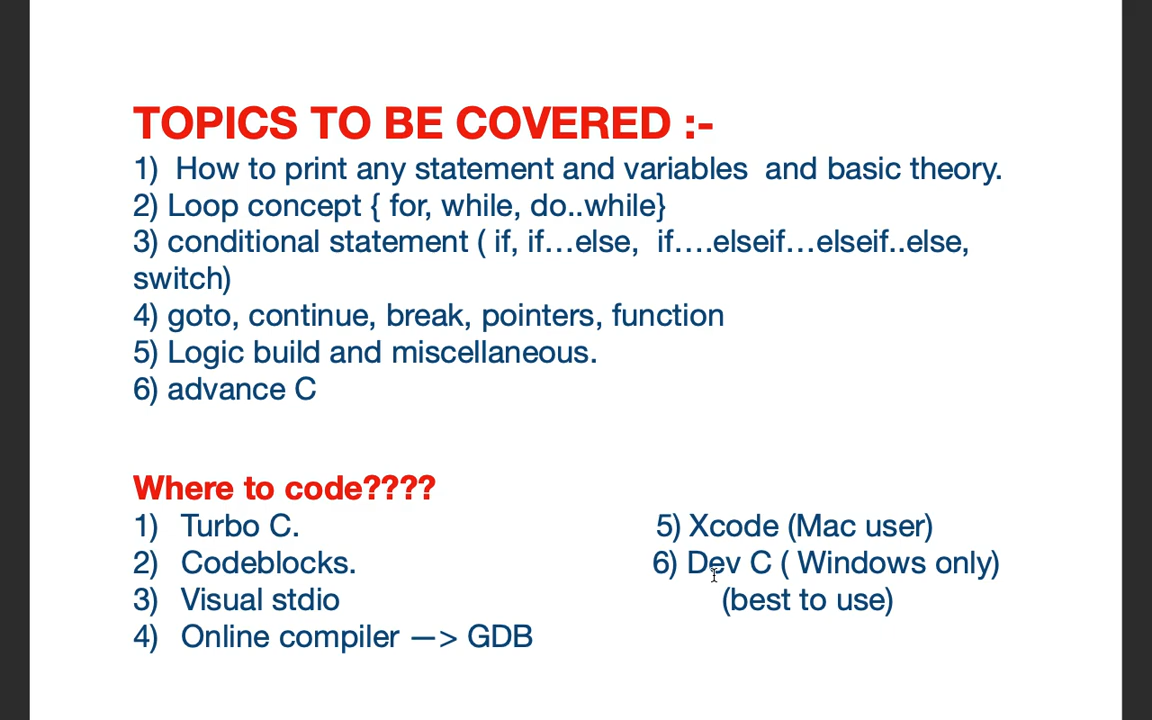 TOPICS TO BE COVERED :-
1) How to print any statement and variables and basic theory.
2) Loop concept { for, while, do..while}
3) conditional statement ( if, if...else, if....elseif...elseif..else,
switch)
4) goto, continue, break, pointers, function
5) Logic build and miscellaneous.
6) advance C
Where to code????
1) Turbo C.
2) Codeblocks.
3) Visual stdio
4) Online compiler —> GDB
5) Xcode (Mac user)
6) Dev C ( Windows only)
(best to use)